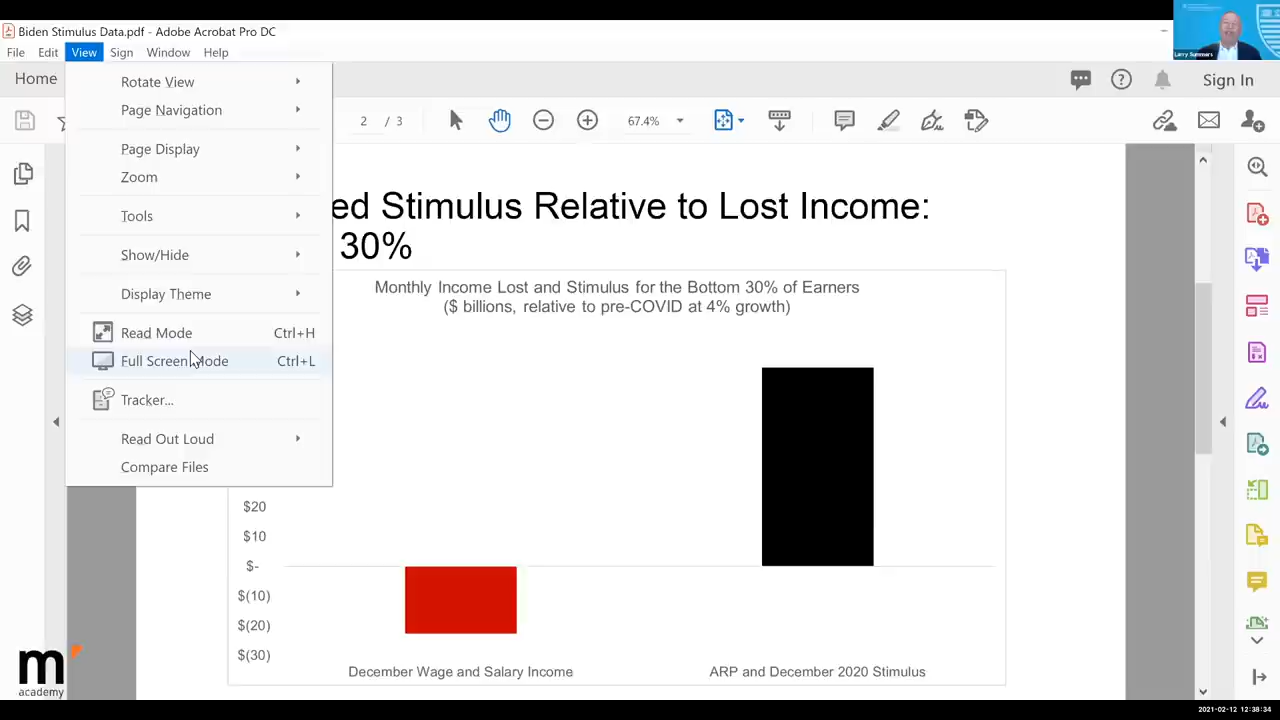 Biden Stimulus Data.pdf - Adobe Acrobat Pro DC
Larry Summers
File Edit View Sign Window Help
Home
Sign In
2 / 3
67.4%
Rotate View
Page Navigation
Page Display
Zoom
Tools
Show/Hide
Display Theme
Read Mode Ctrl+H
Full Screen Mode Ctrl+L
Tracker...
Read Out Loud
Compare Files
ed Stimulus Relative to Lost Income:
30%
Monthly Income Lost and Stimulus for the Bottom 30% of Earners
($ billions, relative to pre-COVID at 4% growth)
$20
$10
$-
$(10)
$(20)
$(30)
December Wage and Salary Income
ARP and December 2020 Stimulus
m
academy
2021-02-12 12:38:34